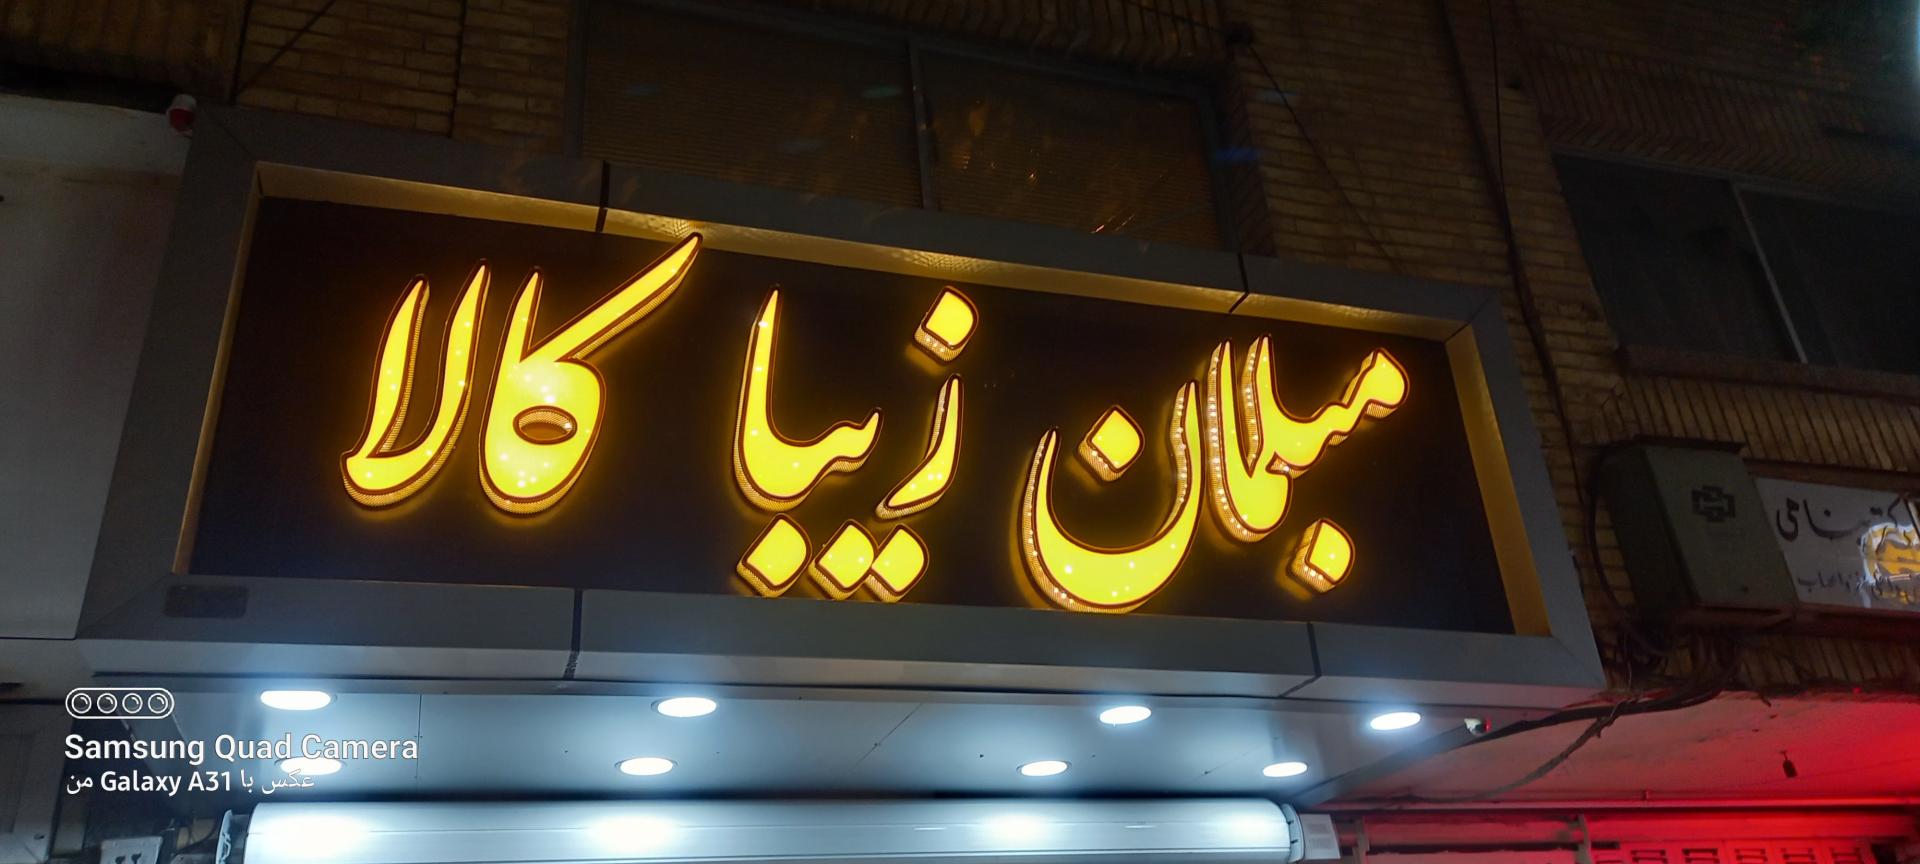 مبلمان زیبا کالا
Samsung Quad Camera
عکس با Galaxy A31 من